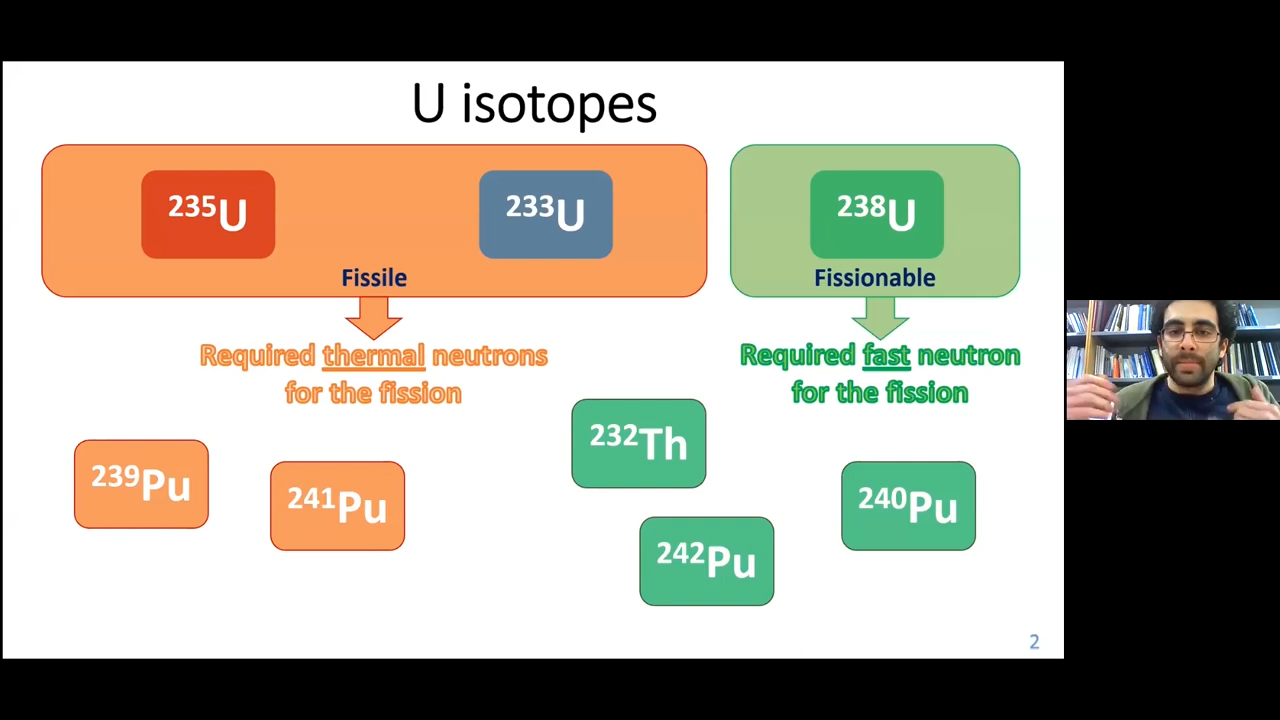 U isotopes
²³⁵U
²³³U
²³⁸U
Fissile
Fissionable
Required thermal neutrons
for the fission
Required fast neutron
for the fission
²³⁹Pu
²⁴¹Pu
²³²Th
²⁴²Pu
²⁴⁰Pu
2